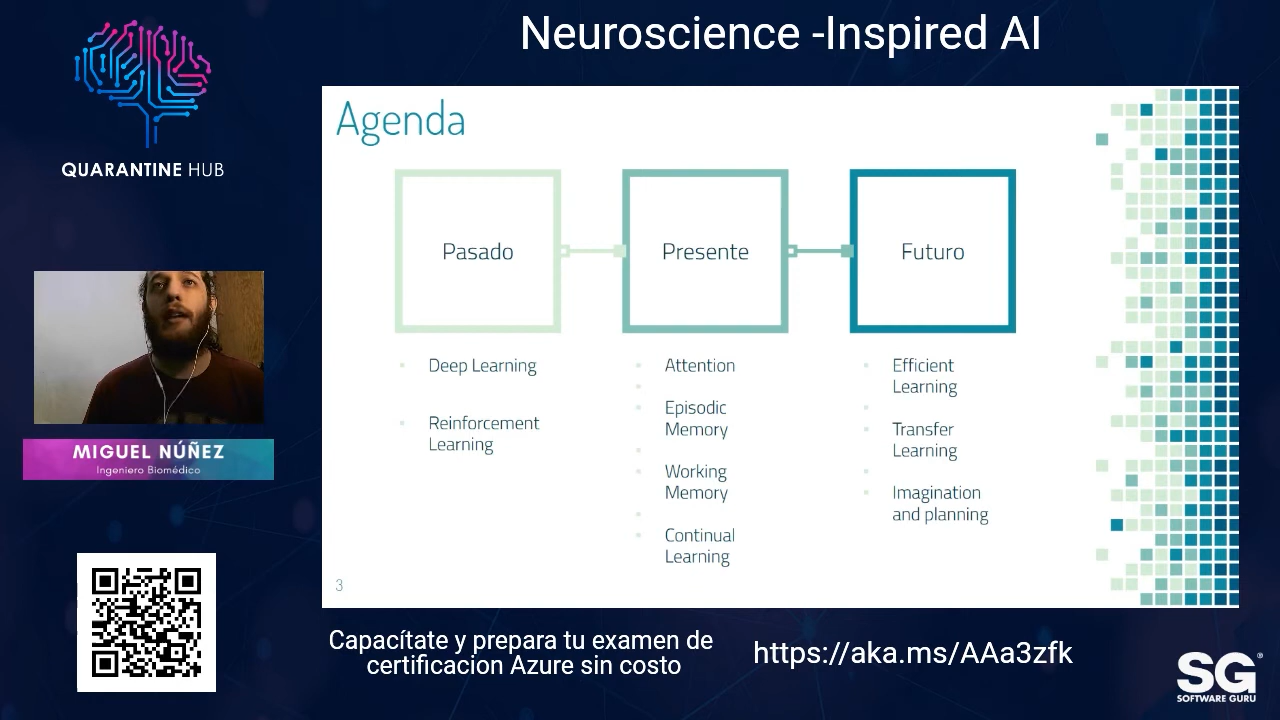 Neuroscience -Inspired AI
QUARANTINE HUB
Agenda
Pasado
Presente
Futuro
Deep Learning
Reinforcement
Learning
Attention
Episodic
Memory
Working
Memory
Continual
Learning
Efficient
Learning
Transfer
Learning
Imagination
and planning
3
MIGUEL NÚÑEZ
Ingeniero Biomédico
Capacítate y prepara tu examen de
certificacion Azure sin costo
https://aka.ms/AAa3zfk
SG®
SOFTWARE GURU